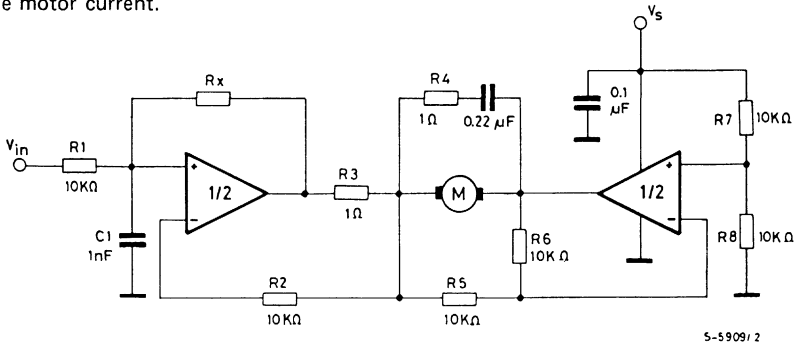 e motor current.
Vs
Rx
R4
1Ω
0.22 µF
0.1
µF
R7
10KΩ
Vin
R1
10KΩ
+
−
1/2
R3
1Ω
M
1/2
+
−
C1
1nF
R6
10KΩ
R8
10KΩ
R2
10KΩ
R5
10KΩ
S-5909/2